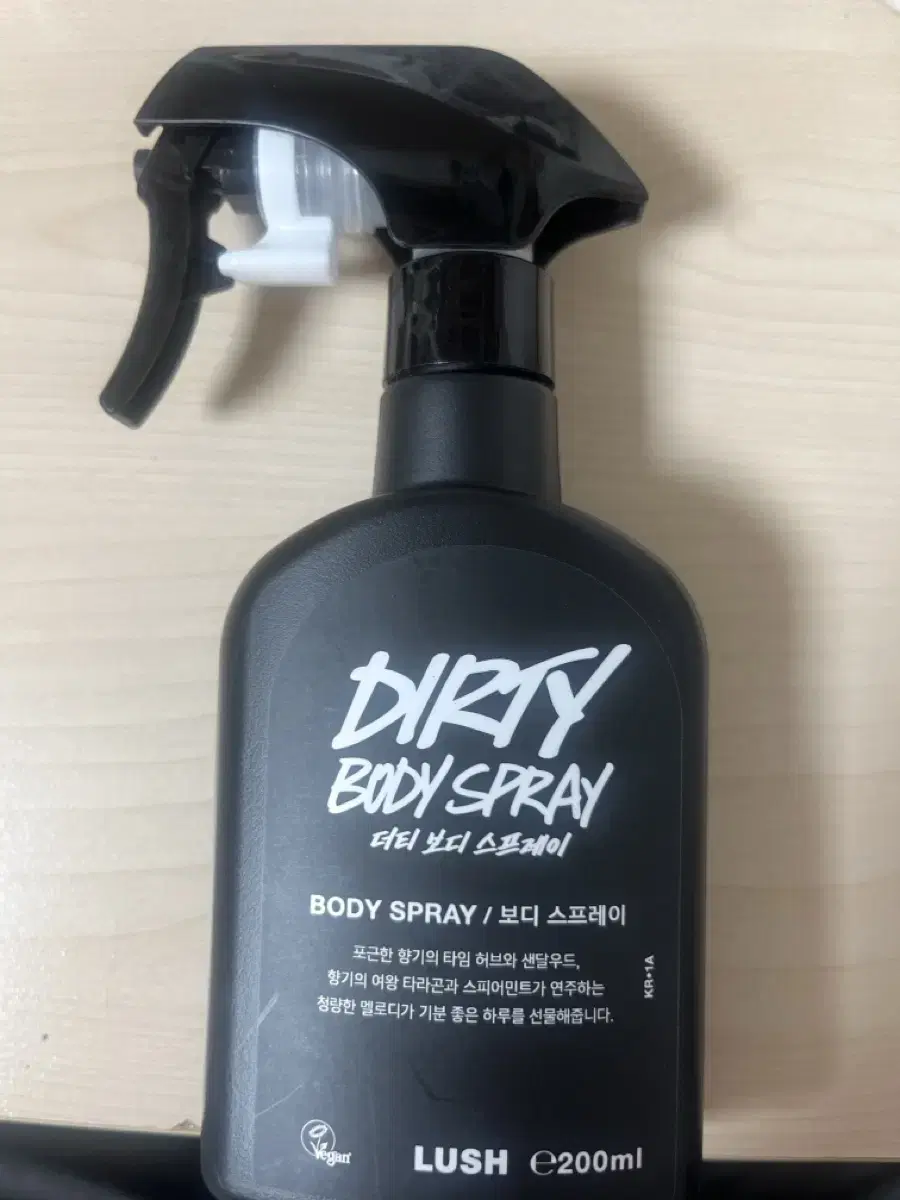 DIRTY
BODY SPRAY
더티 보디 스프레이
BODY SPRAY / 보디 스프레이
포근한 향기의 타임 허브와 샌달우드,
향기의 여왕 타라곤과 스피어민트가 연주하는
청량한 멜로디가 기분 좋은 하루를 선물해줍니다.
KR•1A
Vegan
LUSH ℮200ml